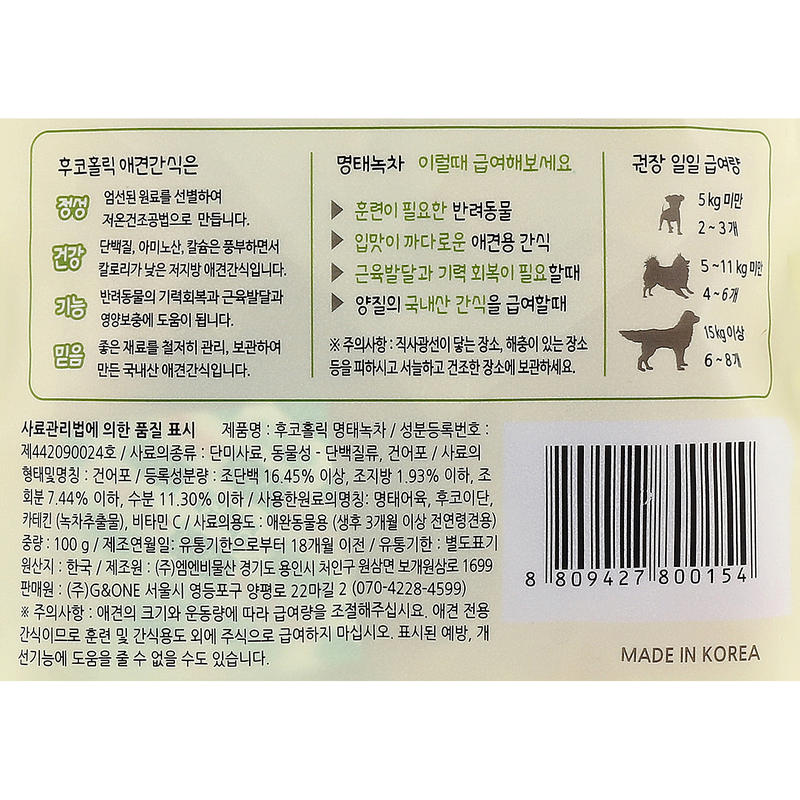 후코홀릭 애견간식은
정성
엄선된 원료를 선별하여
저온건조공법으로 만듭니다.
건강
단백질, 아미노산, 칼슘은 풍부하면서
칼로리가 낮은 저지방 애견간식입니다.
기능
반려동물의 기력회복과 근육발달과
영양보충에 도움이 됩니다.
믿음
좋은 재료를 철저히 관리, 보관하여
만든 국내산 애견간식입니다.
명태녹차 이럴때 급여해보세요
훈련이 필요한 반려동물
입맛이 까다로운 애견용 간식
근육발달과 기력 회복이 필요할때
양질의 국내산 간식을 급여할때
※ 주의사항 : 직사광선이 닿는 장소, 해충이 있는 장소
등을 피하시고 서늘하고 건조한 장소에 보관하세요.
권장 일일 급여량
5kg 미만
2~3개
5~11kg 미만
4~6개
15kg 이상
6~8개
사료관리법에 의한 품질 표시 제품명 : 후코홀릭 명태녹차 / 성분등록번호 :
제442090024호 / 사료의종류 : 단미사료, 동물성 - 단백질류, 건어포 / 사료의
형태및명칭 : 건어포 / 등록성분량 : 조단백 16.45% 이상, 조지방 1.93% 이하, 조
회분 7.44% 이하, 수분 11.30% 이하 / 사용한원료의명칭: 명태어육, 후코이단,
카테킨 (녹차추출물), 비타민 C / 사료의용도 : 애완동물용 (생후 3개월 이상 전연령견용)
중량 : 100 g / 제조연월일: 유통기한으로부터 18개월 이전 / 유통기한 : 별도표기
원산지 : 한국 / 제조원 : (주)엠엔비물산 경기도 용인시 처인구 원삼면 보개원삼로 1699
판매원 : (주)G&ONE 서울시 영등포구 양평로 22마길 2 (070-4228-4599)
※ 주의사항 : 애견의 크기와 운동량에 따라 급여량을 조절해주십시요. 애견 전용
간식이므로 훈련 및 간식용도 외에 주식으로 급여하지 마십시오. 표시된 예방, 개
선기능에 도움을 줄 수 없을 수도 있습니다.
8 809427 800154
MADE IN KOREA